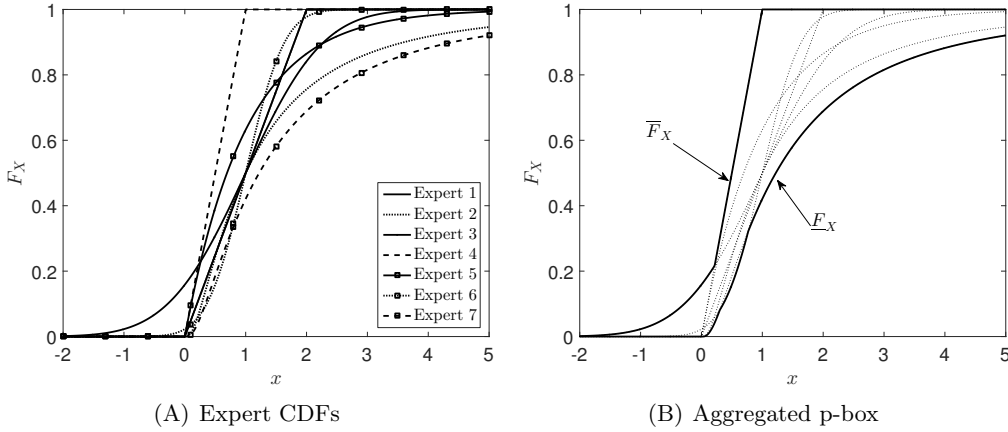 1
0.8
0.6
0.4
0.2
0
F_X
-2 -1 0 1 2 3 4 5
x
Expert 1
Expert 2
Expert 3
Expert 4
Expert 5
Expert 6
Expert 7
(A) Expert CDFs
1
0.8
0.6
0.4
0.2
0
F_X
-2 -1 0 1 2 3 4 5
x
F̅_X
F̲_X
(B) Aggregated p-box